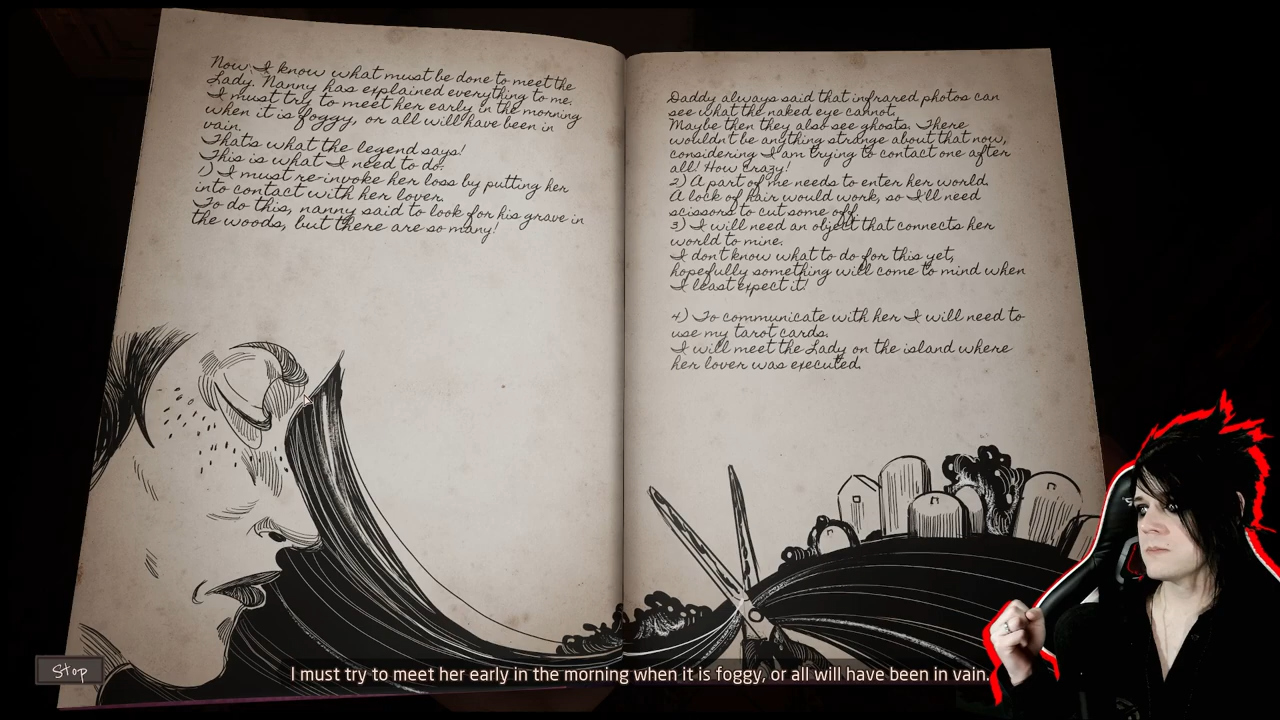 Now I know what must be done to meet the
Lady. Nanny has explained everything to me.
I must try to meet her early in the morning
when it is foggy, or all will have been in
vain.
That's what the legend says!
This is what I need to do:
1) I must re-invoke her loss by putting her
into contact with her lover.
To do this, nanny said to look for his grave in
the woods, but there are so many!
Daddy always said that infrared photos can
see what the naked eye cannot.
Maybe then they also see ghosts. There
wouldn't be anything strange about that now,
considering I am trying to contact one after
all! How crazy!
2) A part of me needs to enter her world.
A lock of hair would work, so I'll need
scissors to cut some off.
3) I will need an object that connects her
world to mine.
I don't know what to do for this yet,
hopefully something will come to mind when
I least expect it!
4) To communicate with her I will need to
use my tarot cards.
I will meet the Lady on the island where
her lover was executed.
Stop
I must try to meet her early in the morning when it is foggy, or all will have been in vain.